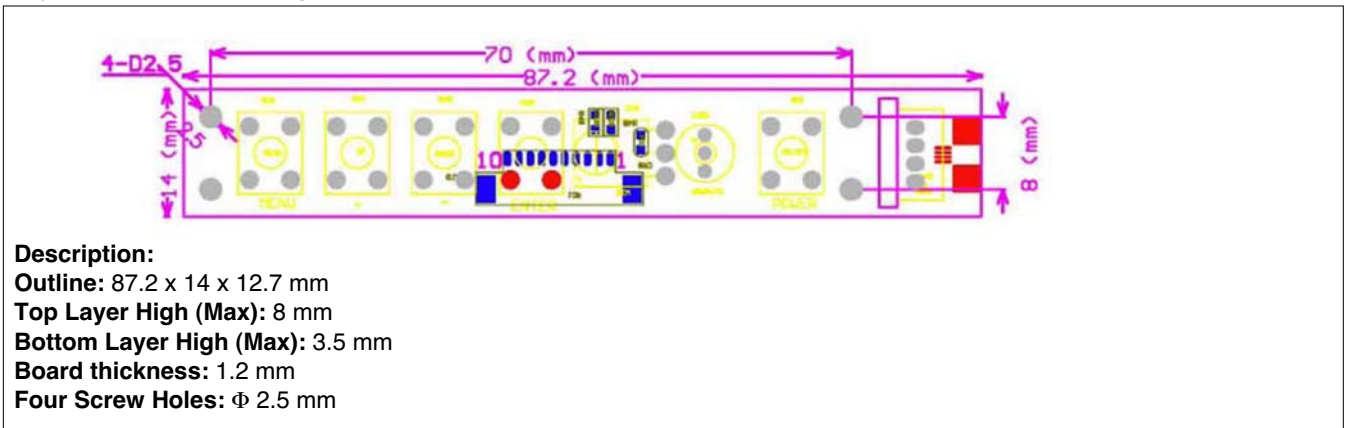 70 (mm)
4-D2.5
87.2 (mm)
14 (mm)
8 (mm)
10
1
MENU
ENTER
POWER
Description:
Outline: 87.2 x 14 x 12.7 mm
Top Layer High (Max): 8 mm
Bottom Layer High (Max): 3.5 mm
Board thickness: 1.2 mm
Four Screw Holes: Φ 2.5 mm